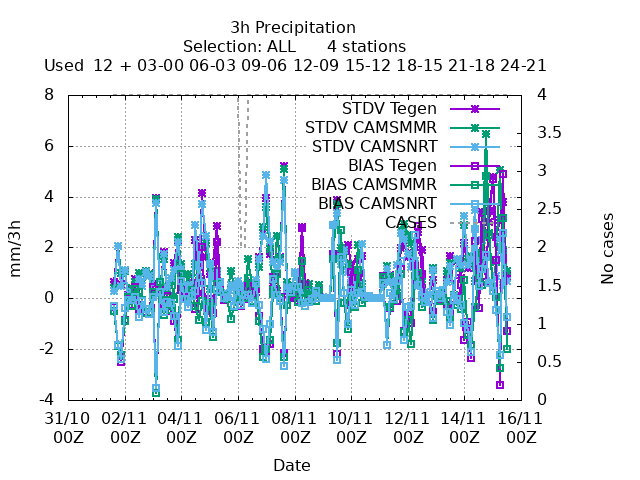 3h Precipitation
Selection: ALL 4 stations
Used 12 + 03-00 06-03 09-06 12-09 15-12 18-15 21-18 24-21
STDV Tegen
STDV CAMSMMR
STDV CAMSNRT
BIAS Tegen
BIAS CAMSMMR
BIAS CAMSNRT
CASES
8
6
4
2
0
-2
-4
mm/3h
4
3.5
3
2.5
2
1.5
1
0.5
0
No cases
31/10 02/11 04/11 06/11 08/11 10/11 12/11 14/11 16/11
00Z 00Z 00Z 00Z 00Z 00Z 00Z 00Z 00Z
Date